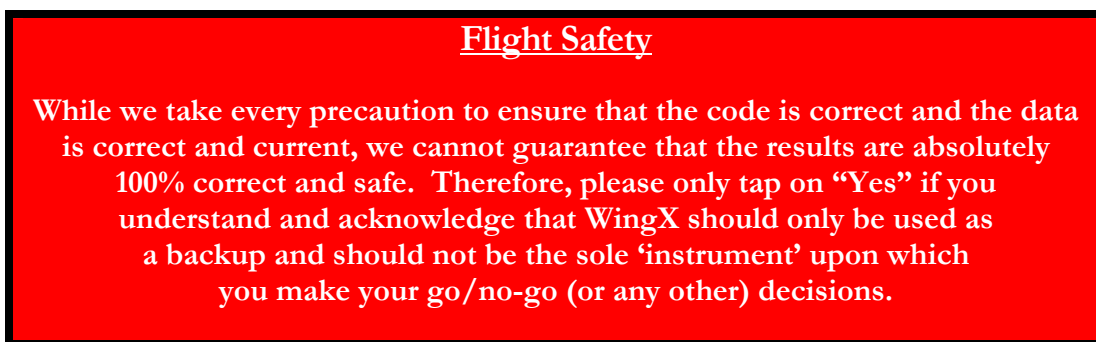 Flight Safety
While we take every precaution to ensure that the code is correct and the data
is correct and current, we cannot guarantee that the results are absolutely
100% correct and safe.  Therefore, please only tap on “Yes” if you
understand and acknowledge that WingX should only be used as
a backup and should not be the sole ‘instrument’ upon which
you make your go/no-go (or any other) decisions.